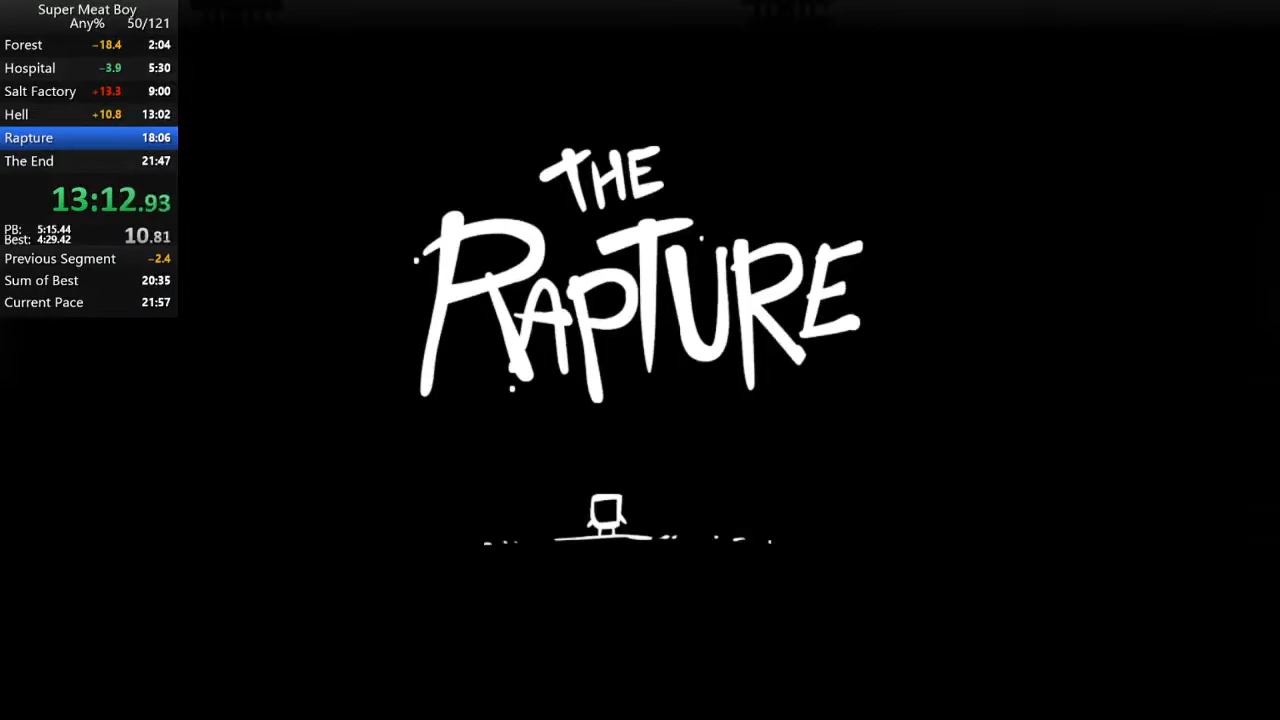 Super Meat Boy
Any% 50/121
Forest −18.4 2:04
Hospital −3.9 5:30
Salt Factory +13.3 9:00
Hell +10.8 13:02
Rapture 18:06
The End 21:47
13:12.93
PB: 5:15.44
Best: 4:29.42 10.81
Previous Segment −2.4
Sum of Best 20:35
Current Pace 21:57
THE
RAPTURE